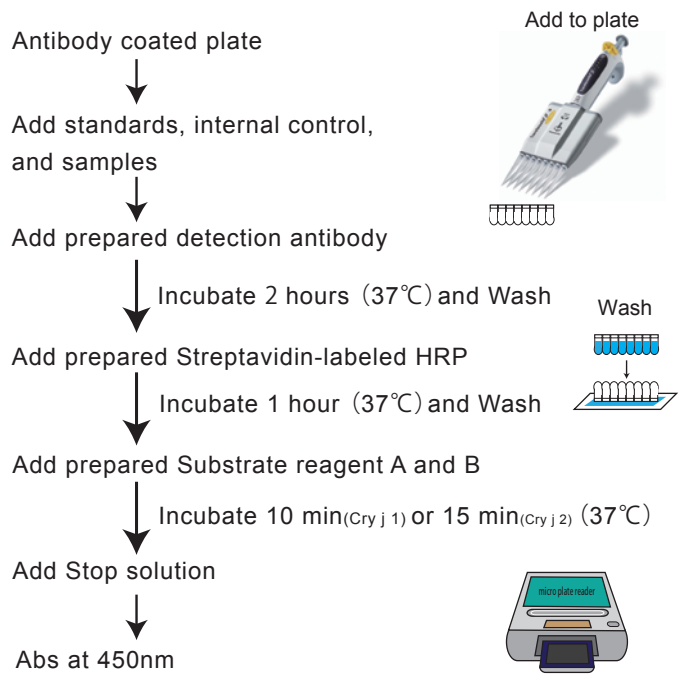 Add to plate
Antibody coated plate
Add standards, internal control,
and samples
Add prepared detection antibody
Incubate 2 hours（37℃）and Wash
Wash
Add prepared Streptavidin-labeled HRP
Incubate 1 hour（37℃）and Wash
Add prepared Substrate reagent A and B
Incubate 10 min(Cry j 1) or 15 min(Cry j 2)（37℃）
Add Stop solution
micro plate reader
Abs at 450nm